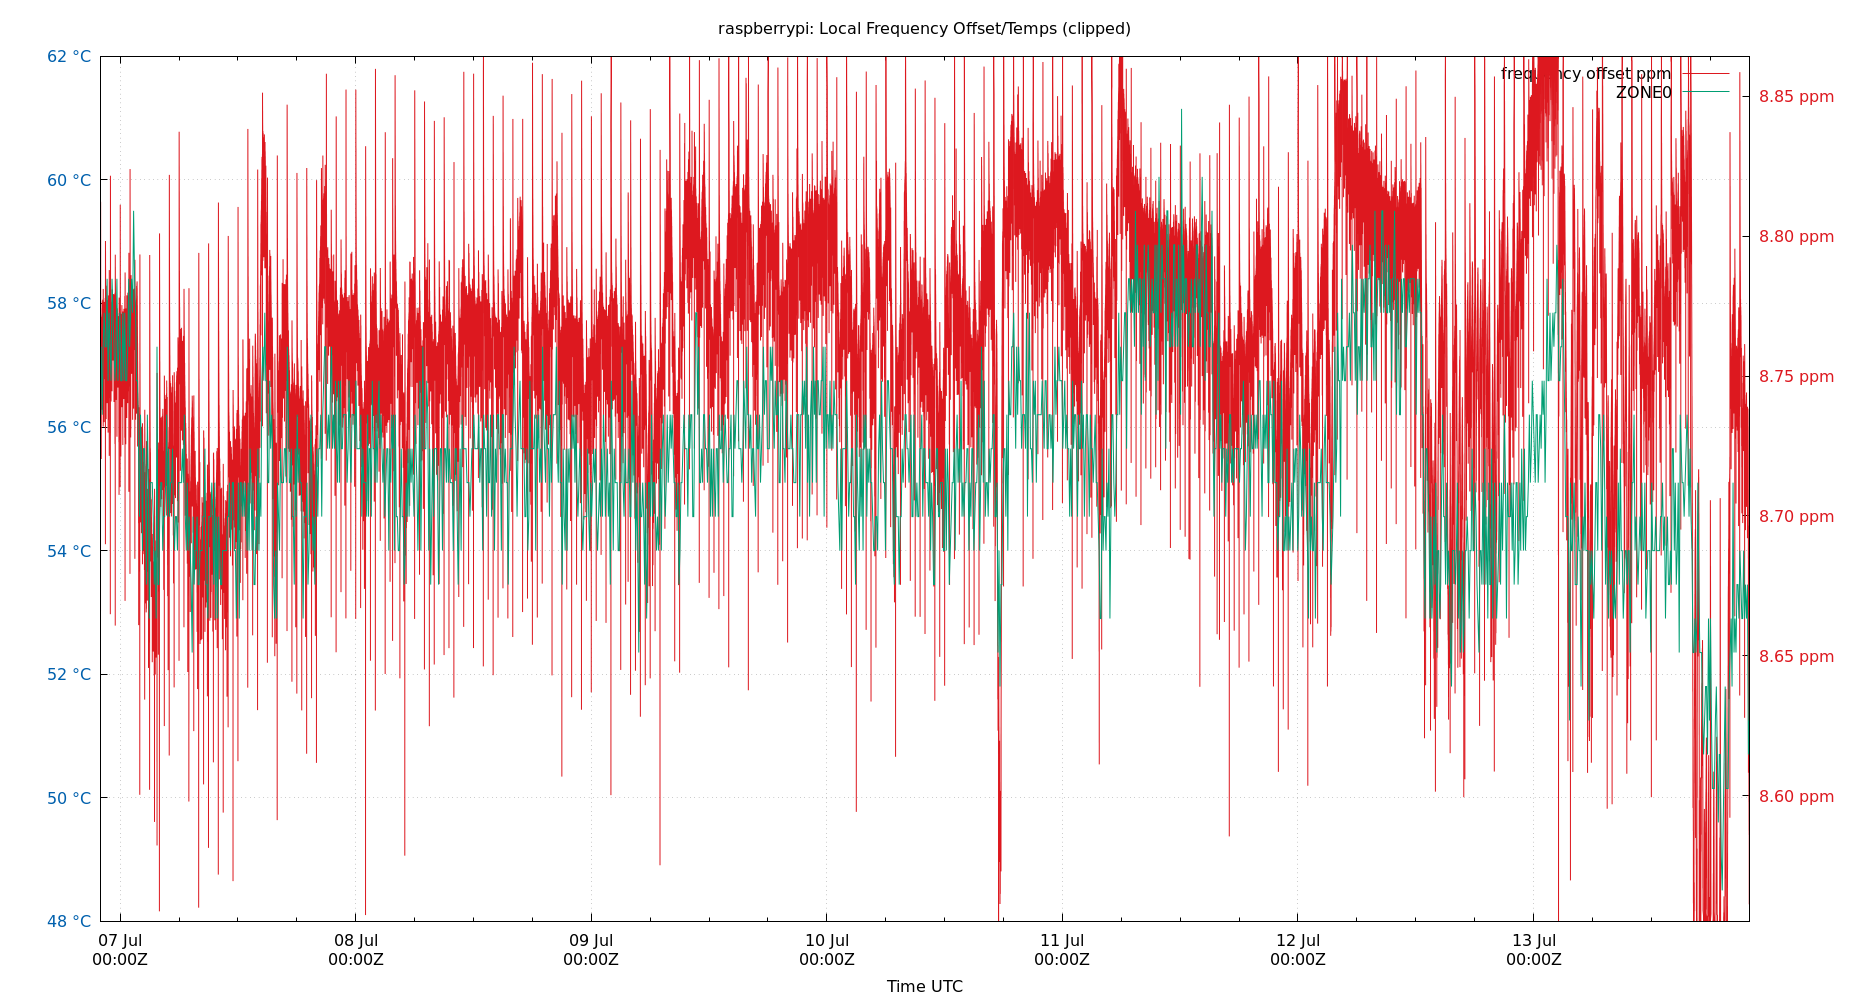 raspberrypi: Local Frequency Offset/Temps (clipped)
62 °C
60 °C
58 °C
56 °C
54 °C
52 °C
50 °C
48 °C
frequency offset ppm
ZONE0
8.85 ppm
8.80 ppm
8.75 ppm
8.70 ppm
8.65 ppm
8.60 ppm
07 Jul
00:00Z
08 Jul
00:00Z
09 Jul
00:00Z
10 Jul
00:00Z
11 Jul
00:00Z
12 Jul
00:00Z
13 Jul
00:00Z
Time UTC